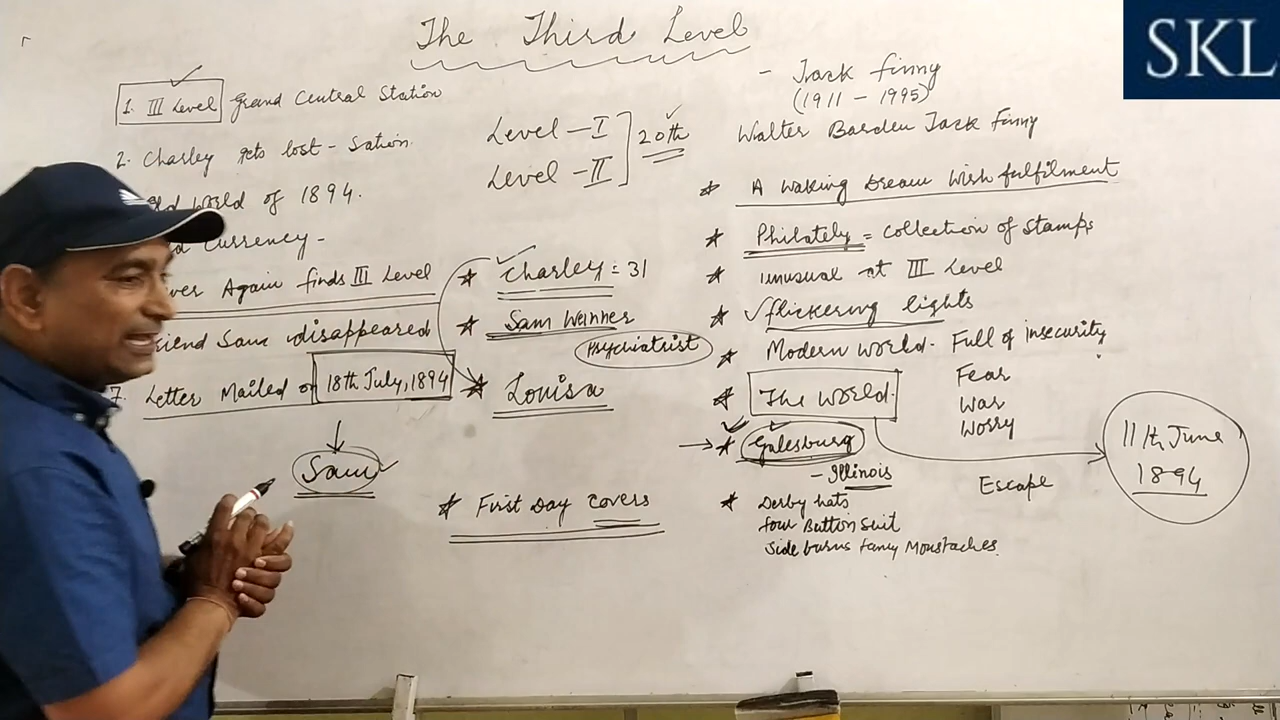 The Third Level
SKL
- Jack finny
(1911 - 1995)
Walter Barden Jack finny
1. III Level Grand Central Station
2. Charley gets lost - Sation.
World of 1894.
Currency -
Again finds III Level
friend Sam disappeared
7. Letter Mailed on 18th July, 1894
Sam
Level - I
Level - II
20th
* Charley = 31
* Sam Weinner
Psychiatrist
* Louisa
* First Day covers
* A waking Dream Wish fulfilment
* Philately = collection of stamps
* unusual at III Level
* flickering lights
* Modern world. Full of insecurity
Fear
War
Worry
* The world.
* Galesburg
- Illinois
Escape
11th June
1894
* Derby hats
four Button suit
Side burns fancy Moustaches.